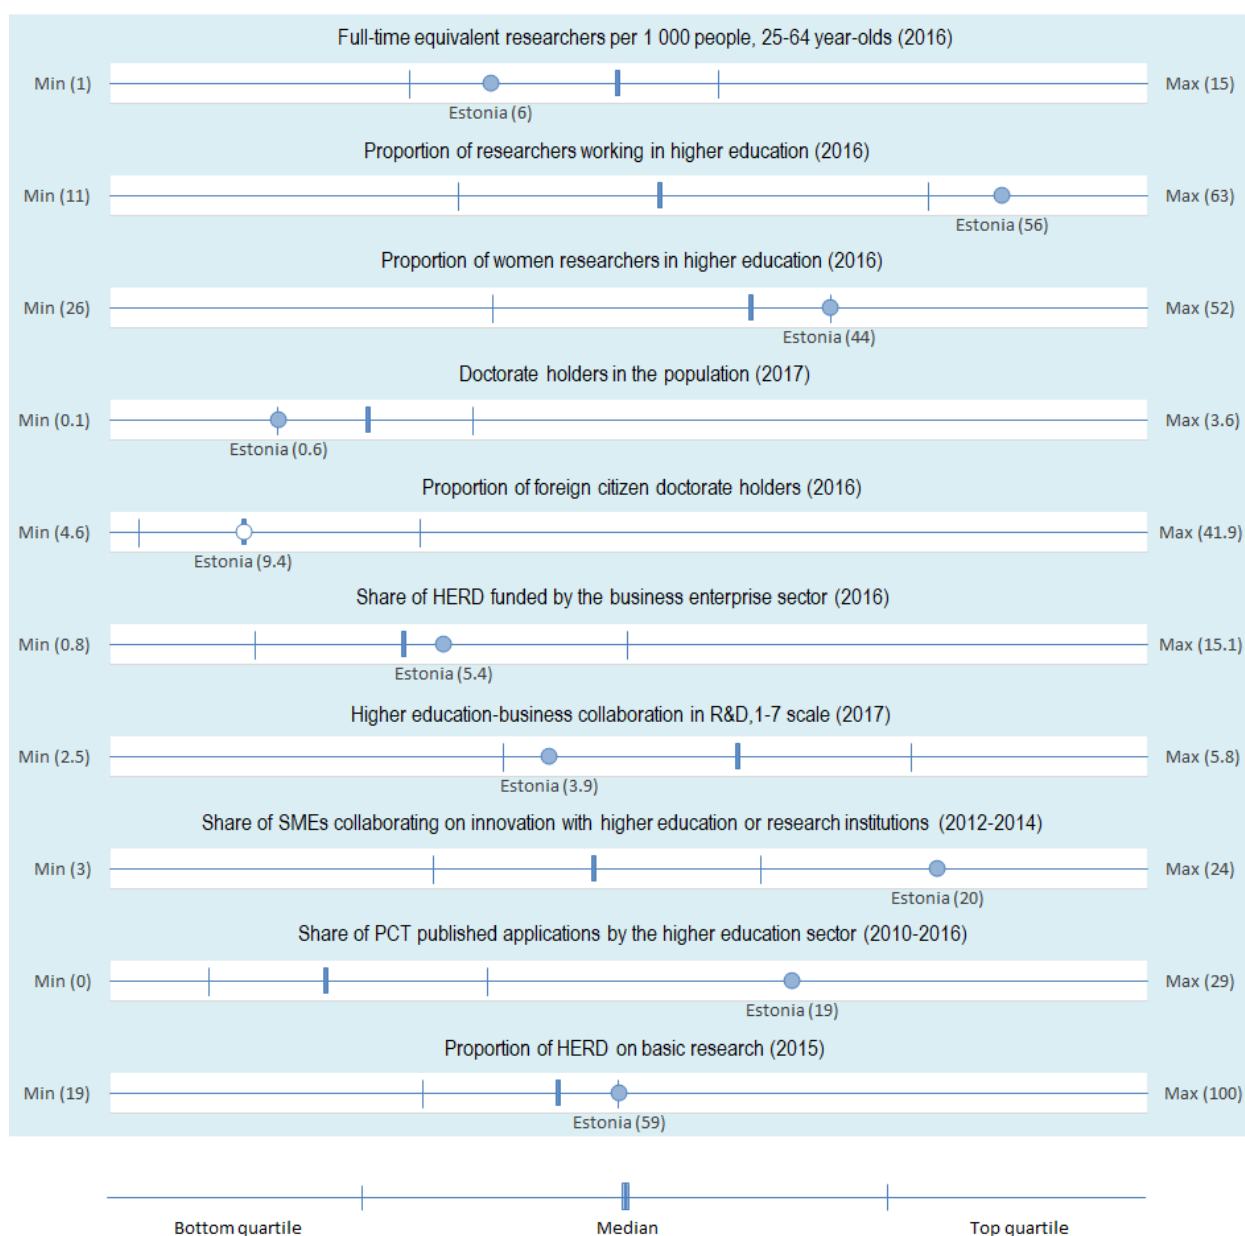 Full-time equivalent researchers per 1 000 people, 25-64 year-olds (2016)
Min (1)
Max (15)
Estonia (6)
Proportion of researchers working in higher education (2016)
Min (11)
Max (63)
Estonia (56)
Proportion of women researchers in higher education (2016)
Min (26)
Max (52)
Estonia (44)
Doctorate holders in the population (2017)
Min (0.1)
Max (3.6)
Estonia (0.6)
Proportion of foreign citizen doctorate holders (2016)
Min (4.6)
Max (41.9)
Estonia (9.4)
Share of HERD funded by the business enterprise sector (2016)
Min (0.8)
Max (15.1)
Estonia (5.4)
Higher education-business collaboration in R&D,1-7 scale (2017)
Min (2.5)
Max (5.8)
Estonia (3.9)
Share of SMEs collaborating on innovation with higher education or research institutions (2012-2014)
Min (3)
Max (24)
Estonia (20)
Share of PCT published applications by the higher education sector (2010-2016)
Min (0)
Max (29)
Estonia (19)
Proportion of HERD on basic research (2015)
Min (19)
Max (100)
Estonia (59)
Bottom quartile
Median
Top quartile